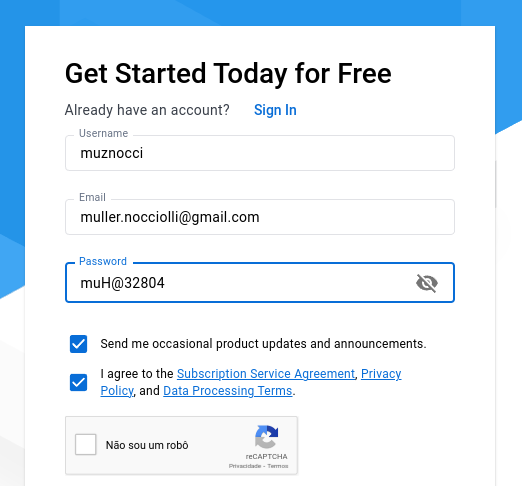 Get Started Today for Free
Already have an account? Sign In
Username
muznocci
Email
muller.nocciolli@gmail.com
Password
muH@32804
Send me occasional product updates and announcements.
I agree to the Subscription Service Agreement, Privacy
Policy, and Data Processing Terms.
Não sou um robô
reCAPTCHA
Privacidade - Termos